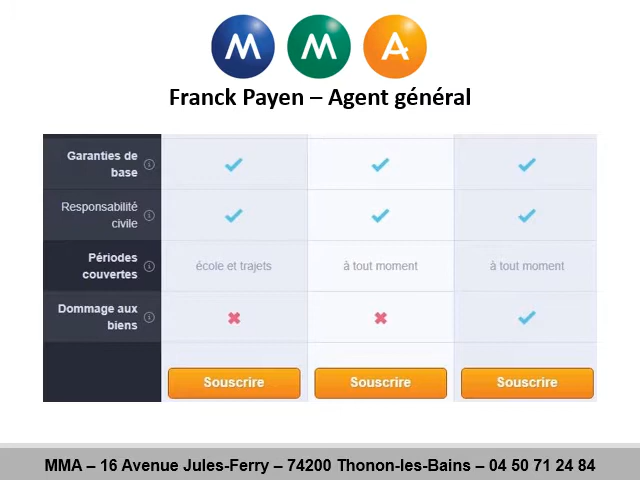 MMA
Franck Payen – Agent général
Garanties de
base
Responsabilité
civile
Périodes
couvertes
école et trajets
à tout moment
à tout moment
Dommage aux
biens
Souscrire
Souscrire
Souscrire
MMA – 16 Avenue Jules-Ferry – 74200 Thonon-les-Bains – 04 50 71 24 84